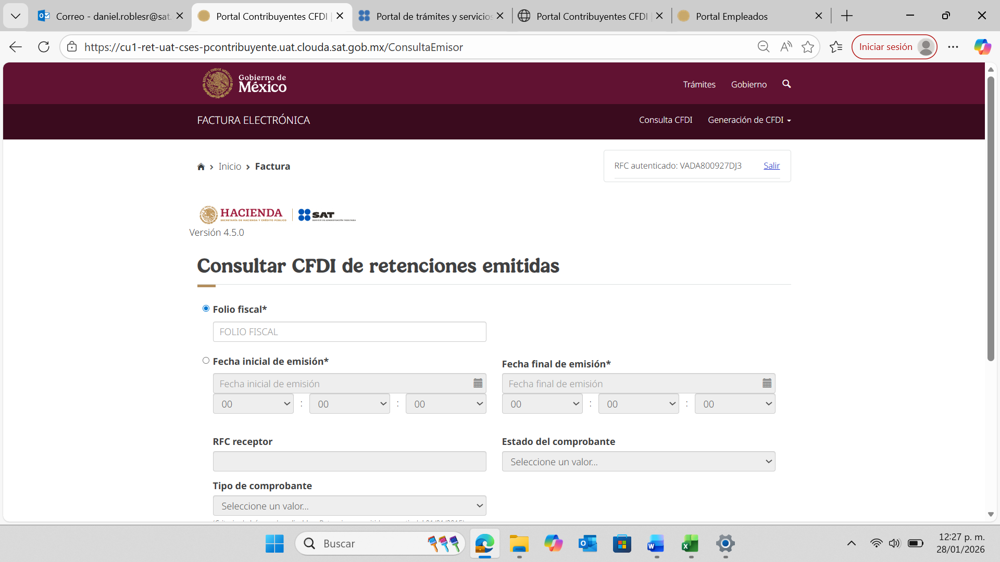 Correo - daniel.roblesr@sat.
Portal Contribuyentes CFDI |
Portal de trámites y servicios
Portal Contribuyentes CFDI |
Portal Empleados
https://cu1-ret-uat-cses-pcontribuyente.uat.clouda.sat.gob.mx/ConsultaEmisor
Iniciar sesión
Gobierno de
México
Trámites
Gobierno
FACTURA ELECTRÓNICA
Consulta CFDI
Generación de CFDI
Inicio
Factura
RFC autenticado: VADA800927DJ3
Salir
HACIENDA
SECRETARÍA DE HACIENDA Y CRÉDITO PÚBLICO
SAT
SERVICIO DE ADMINISTRACIÓN TRIBUTARIA
Versión 4.5.0
Consultar CFDI de retenciones emitidas
Folio fiscal*
FOLIO FISCAL
Fecha inicial de emisión*
Fecha final de emisión*
Fecha inicial de emisión
Fecha final de emisión
00 : 00 : 00
00 : 00 : 00
RFC receptor
Estado del comprobante
Seleccione un valor...
Tipo de comprobante
Seleccione un valor...
Buscar
12:27 p. m.
28/01/2026